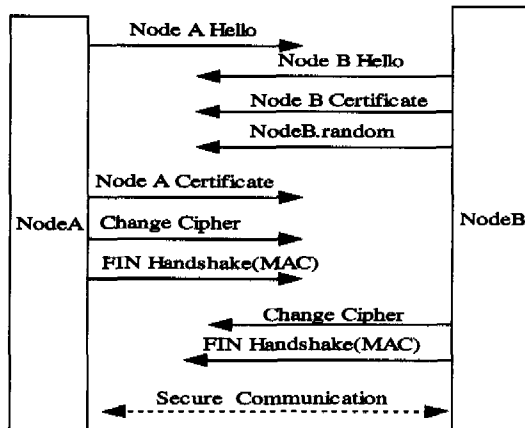 Node A Hello
Node B Hello
Node B Certificate
NodeB.random
Node A Certificate
NodeA
Change Cipher
NodeB
FIN Handshake(MAC)
Change Cipher
FIN Handshake(MAC)
Secure Communication